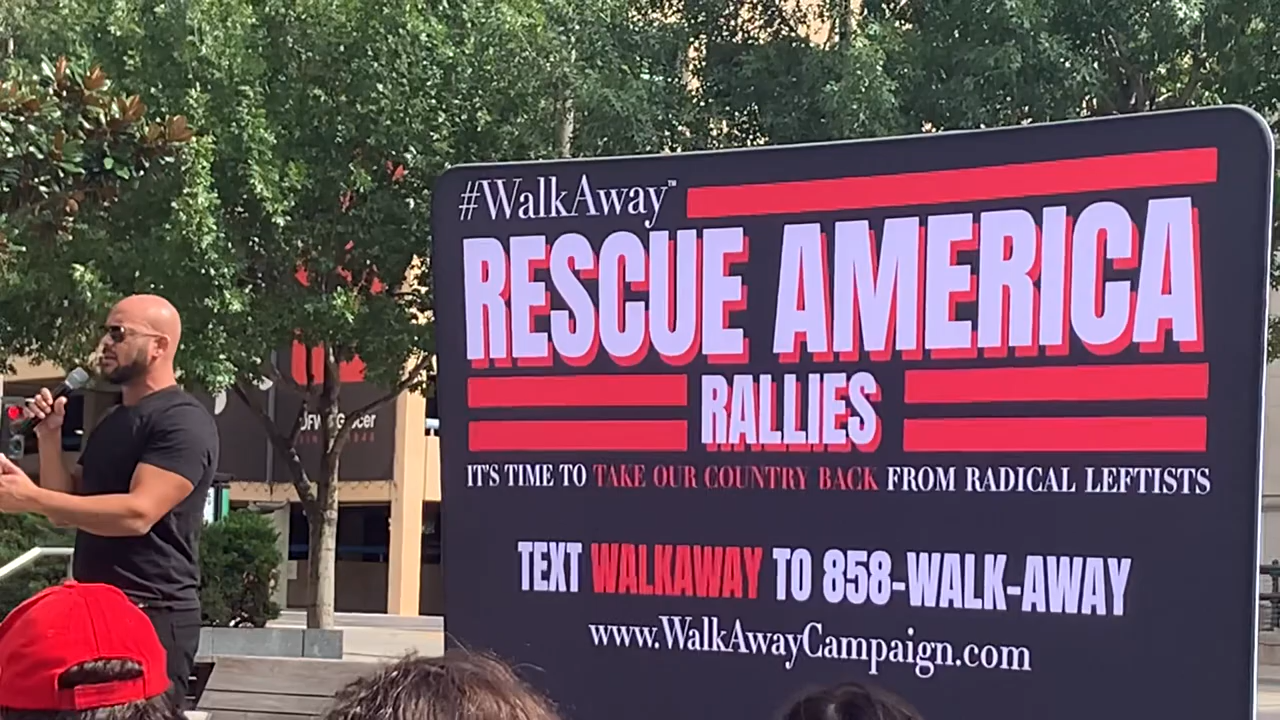 #WalkAway™
RESCUE AMERICA
RALLIES
IT'S TIME TO TAKE OUR COUNTRY BACK FROM RADICAL LEFTISTS
TEXT WALKAWAY TO 858-WALK-AWAY
www.WalkAwayCampaign.com